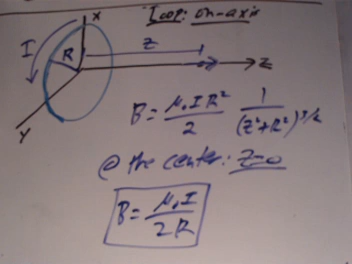 Loop: on-axis
X
I
R
Z
Z
Y
B = μ₀IR²/2 1/(Z²+R²)^3/2
@ the center: Z=0
B = μ₀I/2R